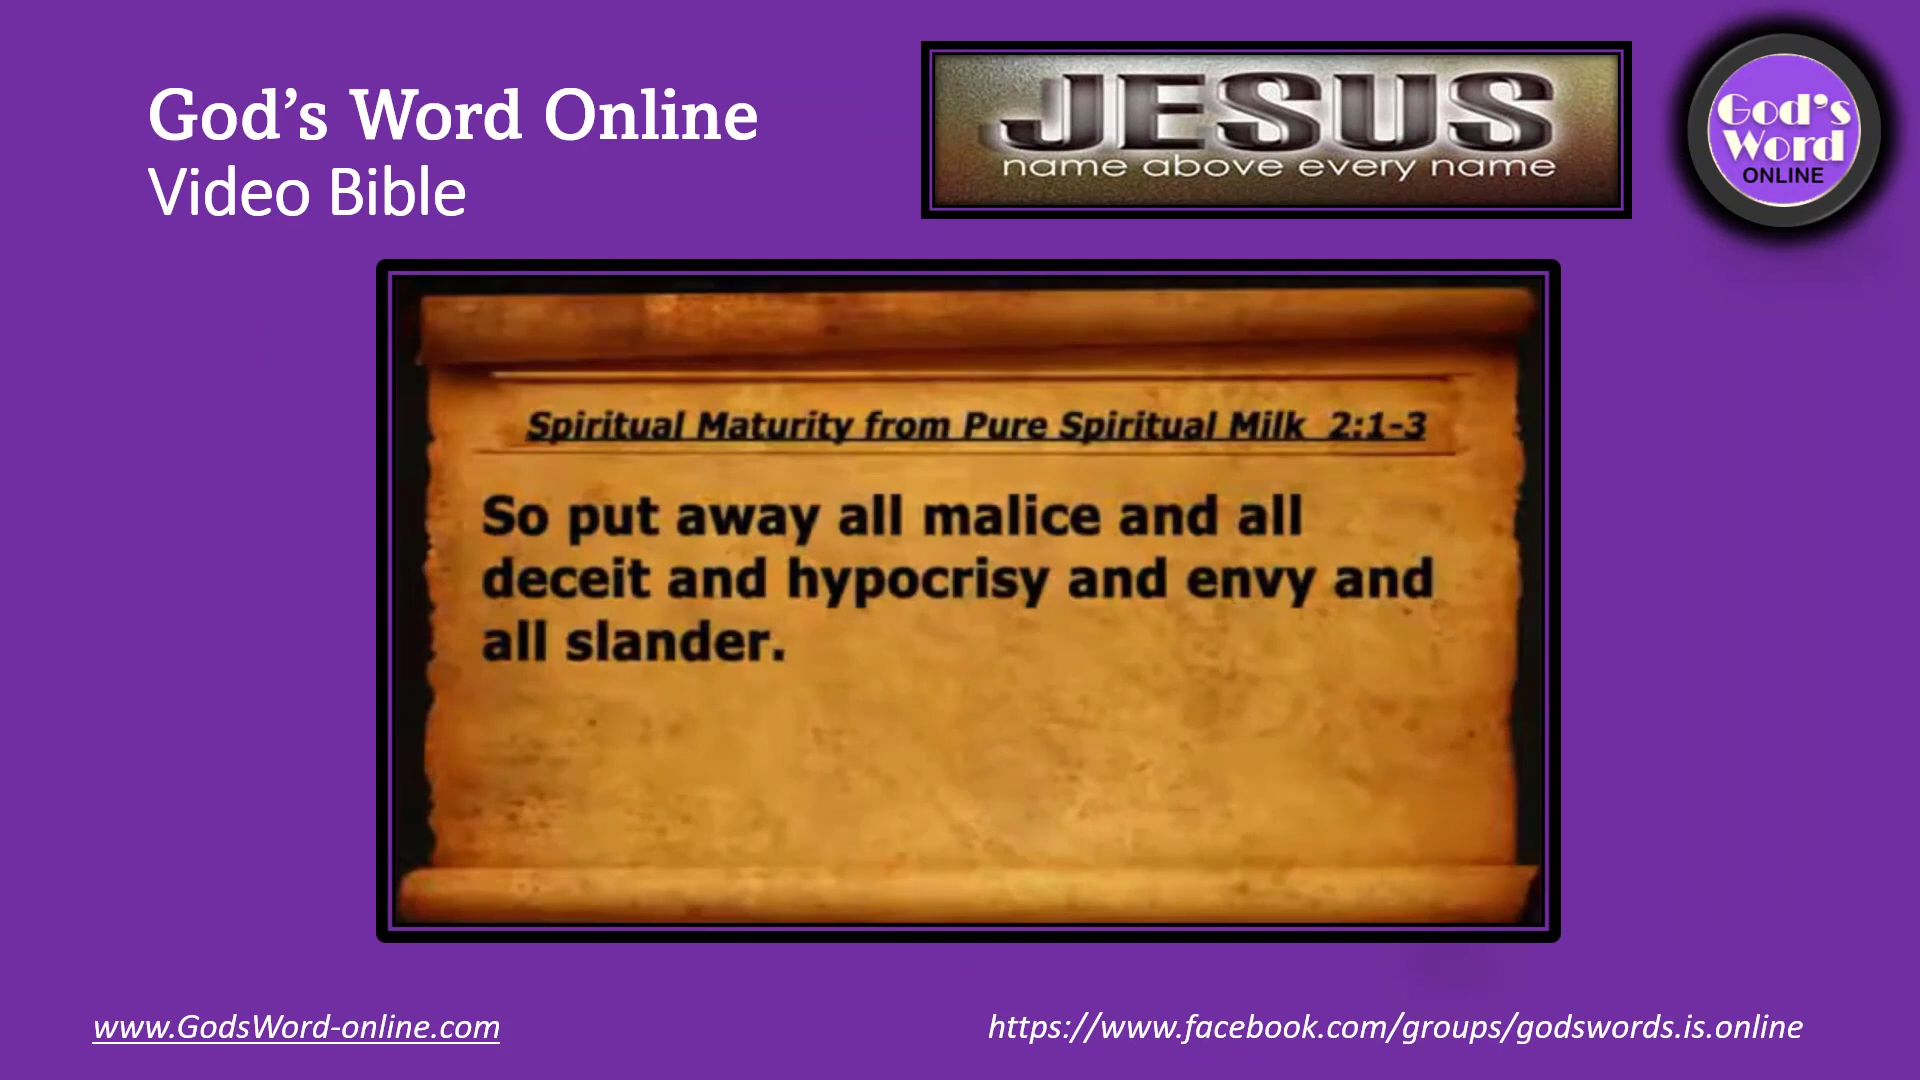 God’s Word Online
Video Bible
JESUS
name above every name
God’s
Word
ONLINE
Spiritual Maturity from Pure Spiritual Milk 2:1-3
So put away all malice and all
deceit and hypocrisy and envy and
all slander.
www.GodsWord-online.com
https://www.facebook.com/groups/godswords.is.online